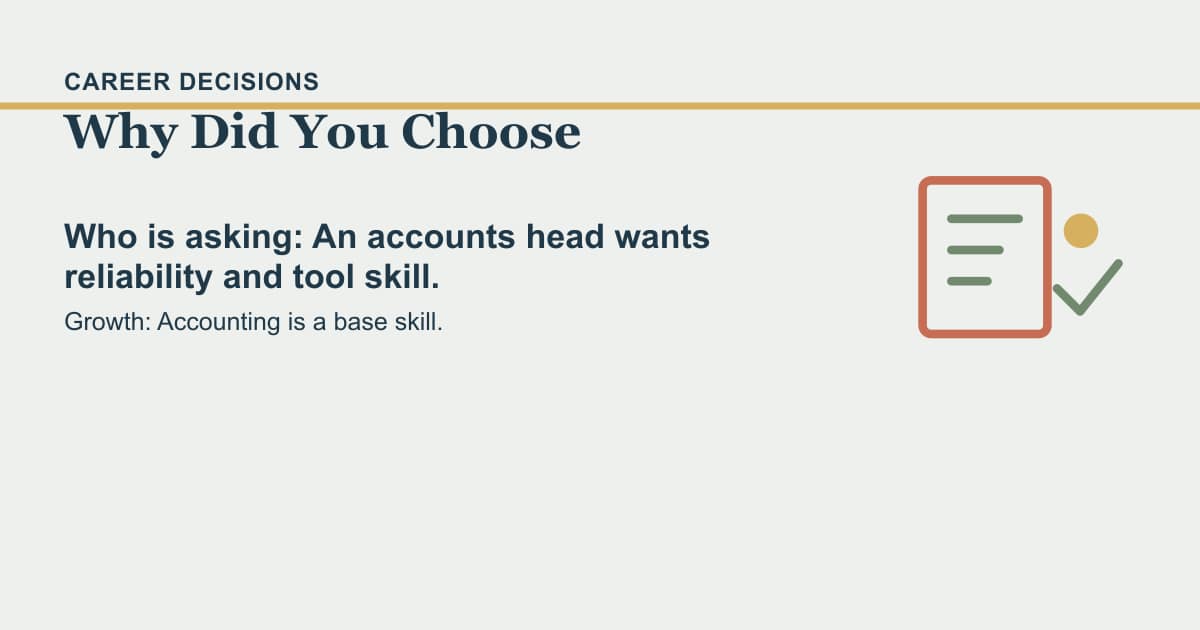 CAREER DECISIONS
Why Did You Choose
Who is asking: An accounts head wants
reliability and tool skill.
Growth: Accounting is a base skill.